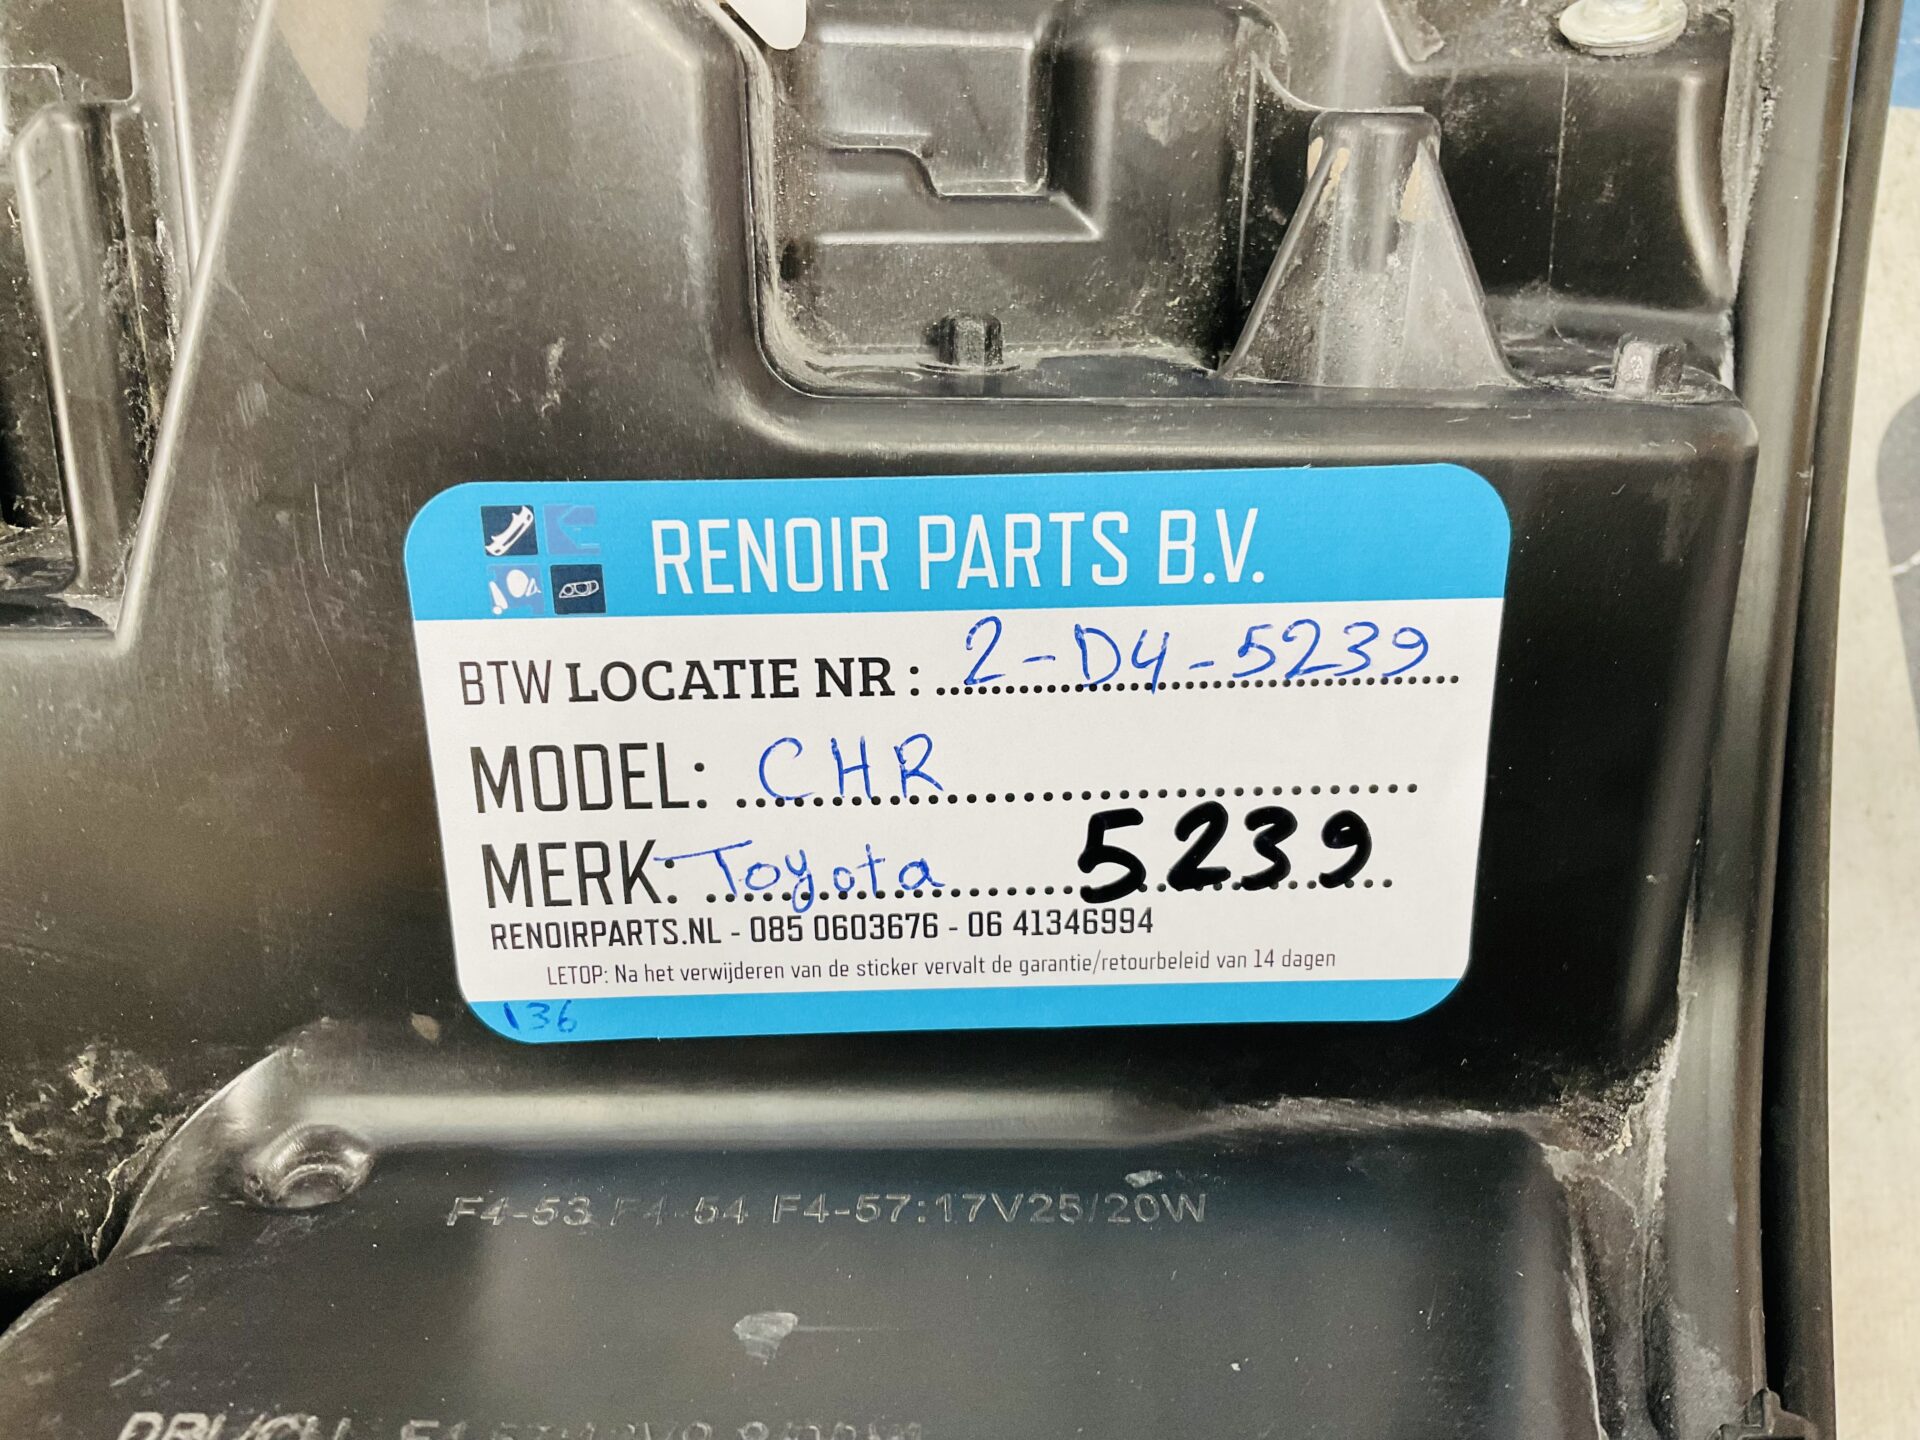 RENOIR PARTS B.V.
BTW LOCATIE NR : 2-D4-5239
MODEL: CHR
MERK: Toyota 5239
RENOIRPARTS.NL - 085 0603676 - 06 41346994
LETOP: Na het verwijderen van de sticker vervalt de garantie/retourbeleid van 14 dagen
136
F4-53 F4-54 F4-57:17V25/20W